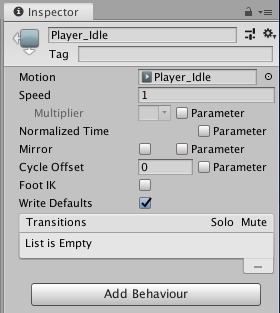 Inspector
Player_Idle
Tag
Motion Player_Idle
Speed 1
Multiplier Parameter
Normalized Time Parameter
Mirror Parameter
Cycle Offset 0 Parameter
Foot IK
Write Defaults
Transitions Solo Mute
List is Empty
Add Behaviour